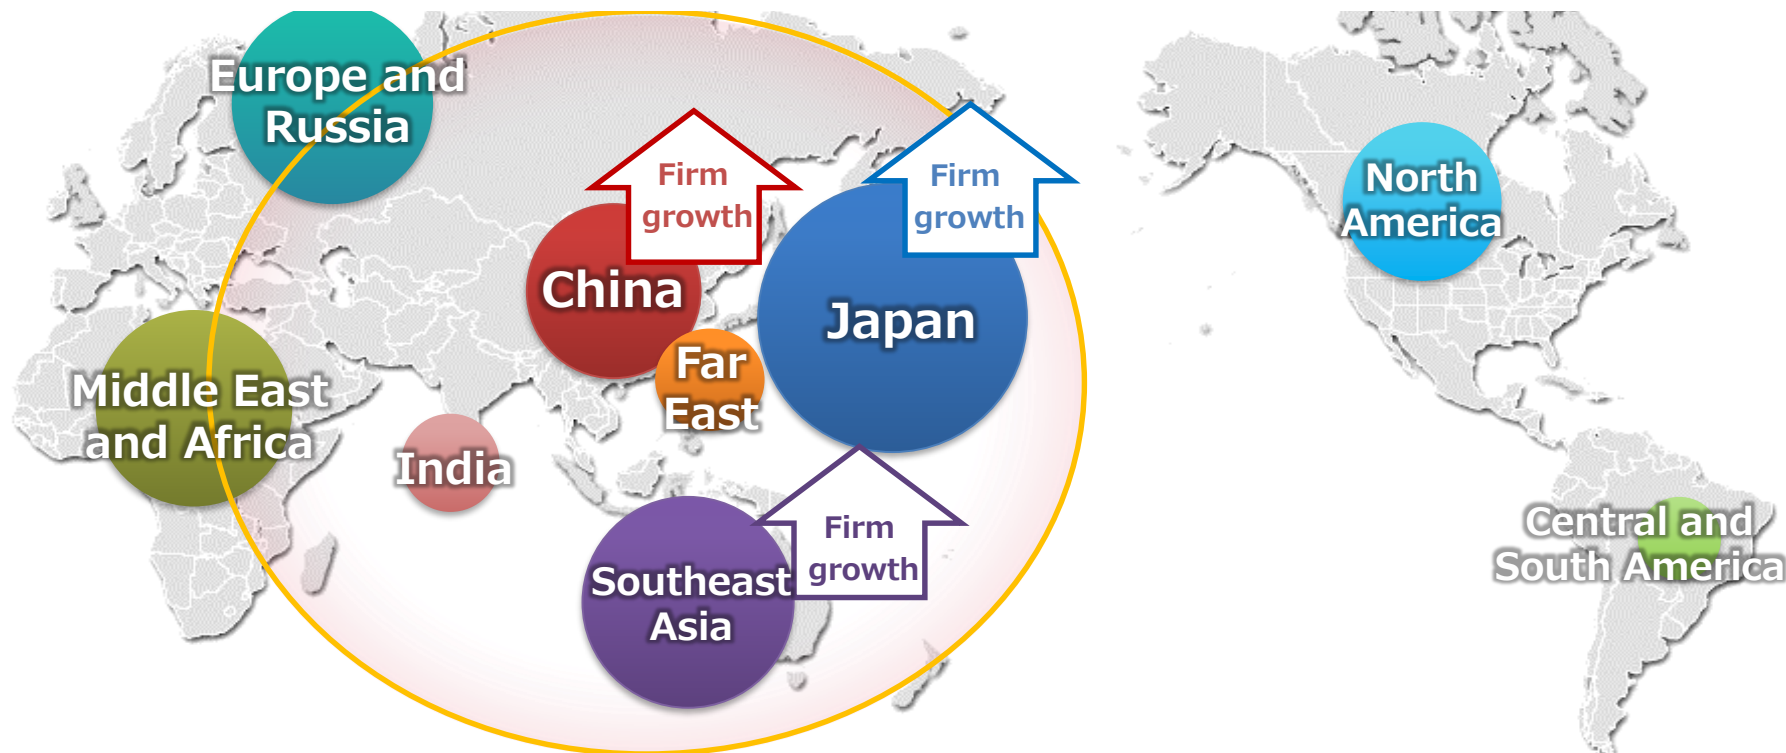 Europe and
Russia
Firm
growth
Firm
growth
North
America
China
Japan
Far
East
Middle East
and Africa
India
Firm
growth
Southeast
Asia
Central and
South America